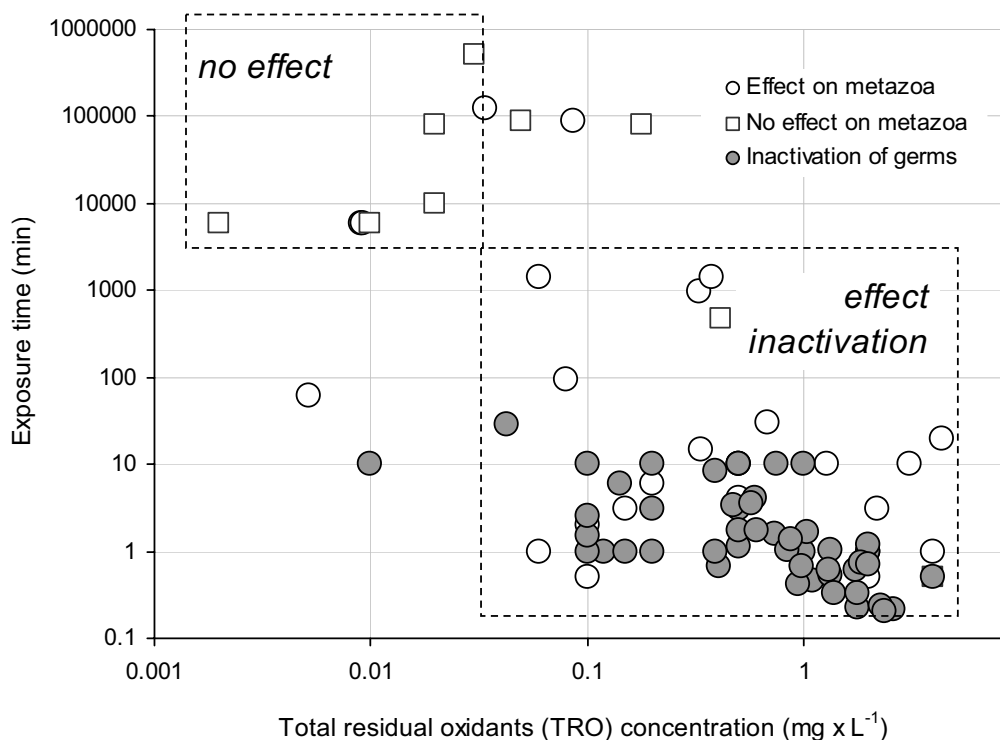 1000000
100000
10000
1000
100
10
1
0.1
0.001
0.01
0.1
1
Exposure time (min)
Total residual oxidants (TRO) concentration (mg x L⁻¹)
no effect
Effect on metazoa
No effect on metazoa
Inactivation of germs
effect
inactivation